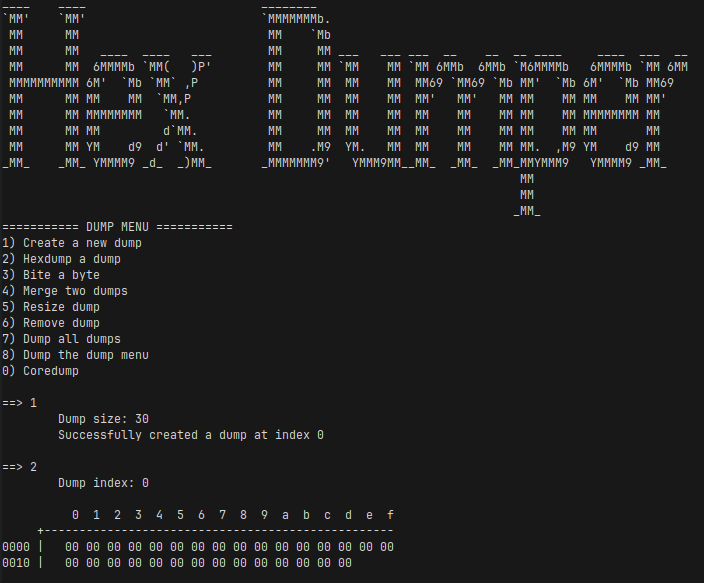 Hex Dumper
=========== DUMP MENU ===========
1) Create a new dump
2) Hexdump a dump
3) Bite a byte
4) Merge two dumps
5) Resize dump
6) Remove dump
7) Dump all dumps
8) Dump the dump menu
0) Coredump
==> 1
Dump size: 30
Successfully created a dump at index 0
==> 2
Dump index: 0
0 1 2 3 4 5 6 7 8 9 a b c d e f
+--------------------------------------------------
0000 | 00 00 00 00 00 00 00 00 00 00 00 00 00 00 00 00
0010 | 00 00 00 00 00 00 00 00 00 00 00 00 00 00